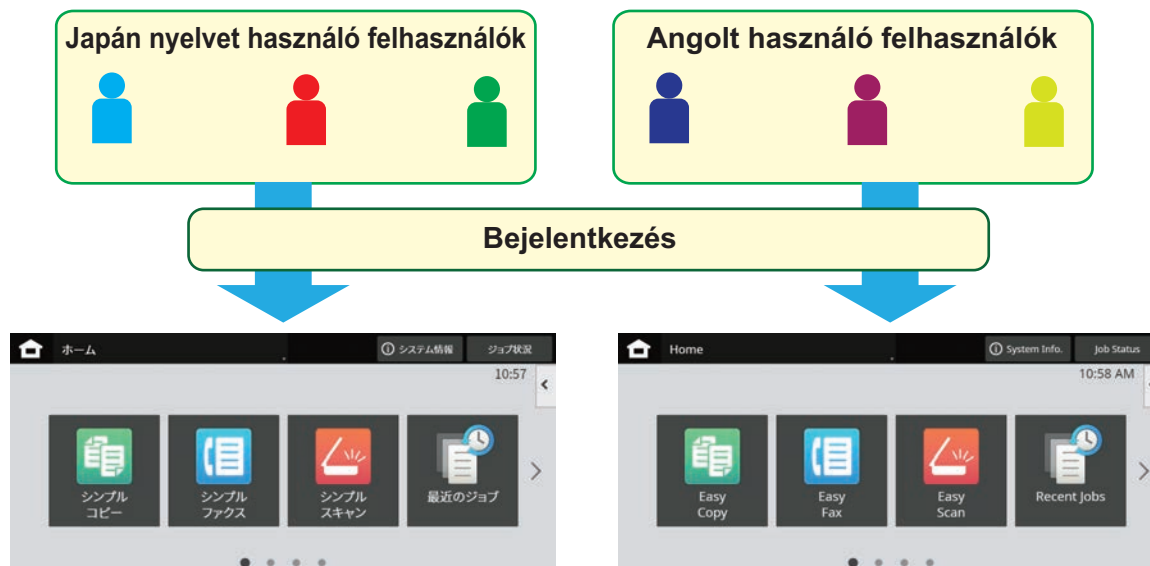 Japán nyelvet használó felhasználók
Angolt használó felhasználók
Bejelentkezés
ホーム
システム情報
ジョブ状況
10:57
シンプル
コピー
シンプル
ファクス
シンプル
スキャン
最近のジョブ
Home
System Info.
Job Status
10:58 AM
Easy
Copy
Easy
Fax
Easy
Scan
Recent Jobs